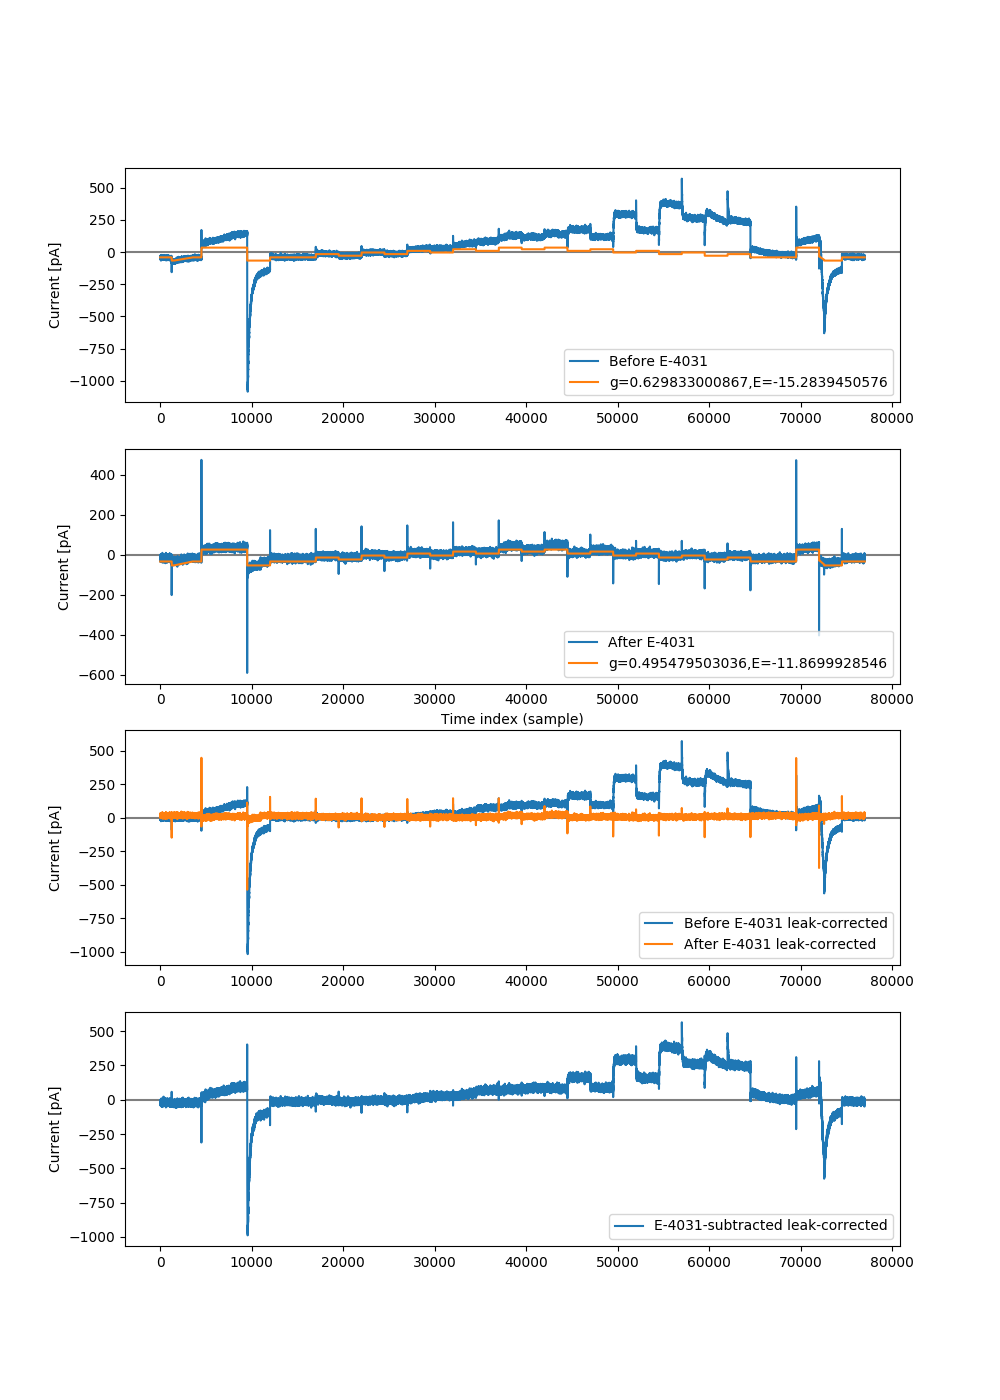 500
250
0
−250
−500
−750
−1000
Current [pA]
Before E-4031
g=0.629833000867,E=-15.2839450576
0 10000 20000 30000 40000 50000 60000 70000 80000
400
200
0
−200
−400
−600
Current [pA]
After E-4031
g=0.495479503036,E=-11.8699928546
0 10000 20000 30000 40000 50000 60000 70000 80000
Time index (sample)
500
250
0
−250
−500
−750
−1000
Current [pA]
Before E-4031 leak-corrected
After E-4031 leak-corrected
0 10000 20000 30000 40000 50000 60000 70000 80000
500
250
0
−250
−500
−750
−1000
Current [pA]
E-4031-subtracted leak-corrected
0 10000 20000 30000 40000 50000 60000 70000 80000